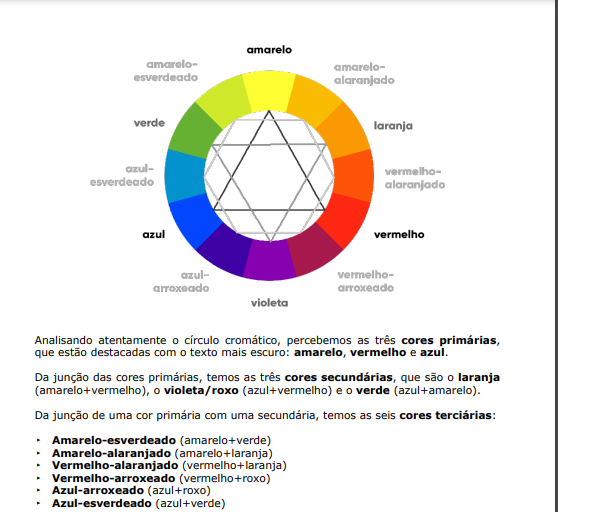 amarelo
amarelo-
esverdeado
amarelo-
alaranjado
verde
laranja
azul-
esverdeado
vermelho-
alaranjado
azul
vermelho
azul-
arroxeado
vermelho-
arroxeado
violeta
Analisando atentamente o círculo cromático, percebemos as três cores primárias,
que estão destacadas com o texto mais escuro: amarelo, vermelho e azul.
Da junção das cores primárias, temos as três cores secundárias, que são o laranja
(amarelo+vermelho), o violeta/roxo (azul+vermelho) e o verde (azul+amarelo).
Da junção de uma cor primária com uma secundária, temos as seis cores terciárias:
‣ Amarelo-esverdeado (amarelo+verde)
‣ Amarelo-alaranjado (amarelo+laranja)
‣ Vermelho-alaranjado (vermelho+laranja)
‣ Vermelho-arroxeado (vermelho+roxo)
‣ Azul-arroxeado (azul+roxo)
‣ Azul-esverdeado (azul+verde)